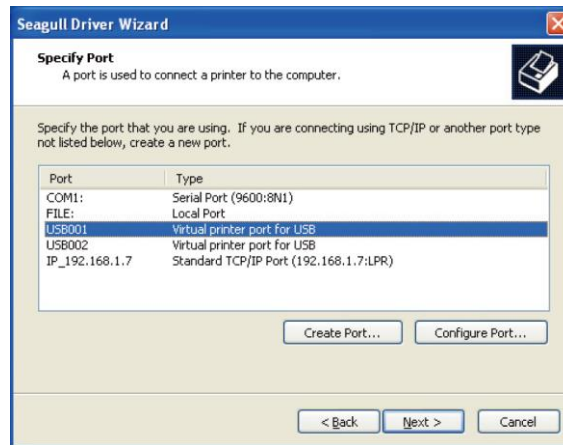 Seagull Driver Wizard
Specify Port
A port is used to connect a printer to the computer.
Specify the port that you are using. If you are connecting using TCP/IP or another port type
not listed below, create a new port.
Port Type
COM1: Serial Port (9600:8N1)
FILE: Local Port
USB001 Virtual printer port for USB
USB002 Virtual printer port for USB
IP_192.168.1.7 Standard TCP/IP Port (192.168.1.7:LPR)
Create Port... Configure Port...
< Back Next > Cancel